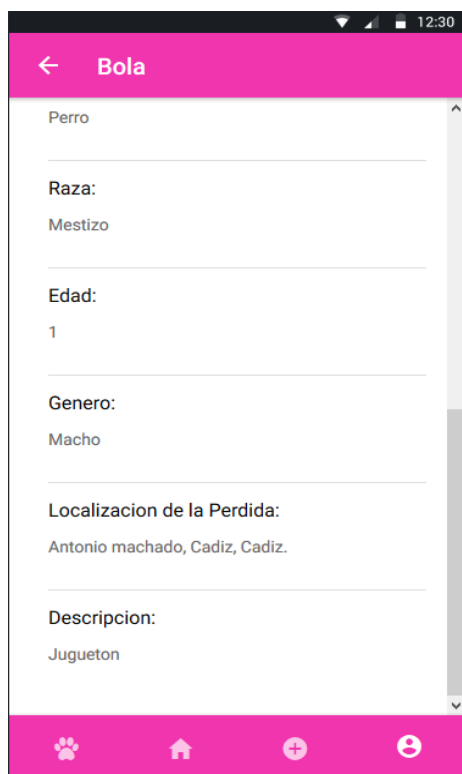 12:30
Bola
Perro
Raza:
Mestizo
Edad:
1
Genero:
Macho
Localizacion de la Perdida:
Antonio machado, Cadiz, Cadiz.
Descripcion:
Jugueton